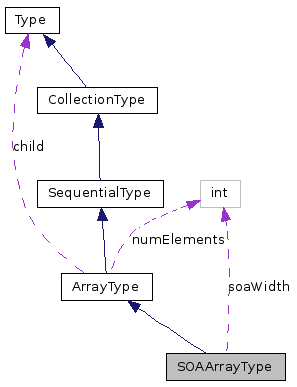 Type
CollectionType
child
SequentialType
int
numElements
ArrayType
soaWidth
SOAArrayType